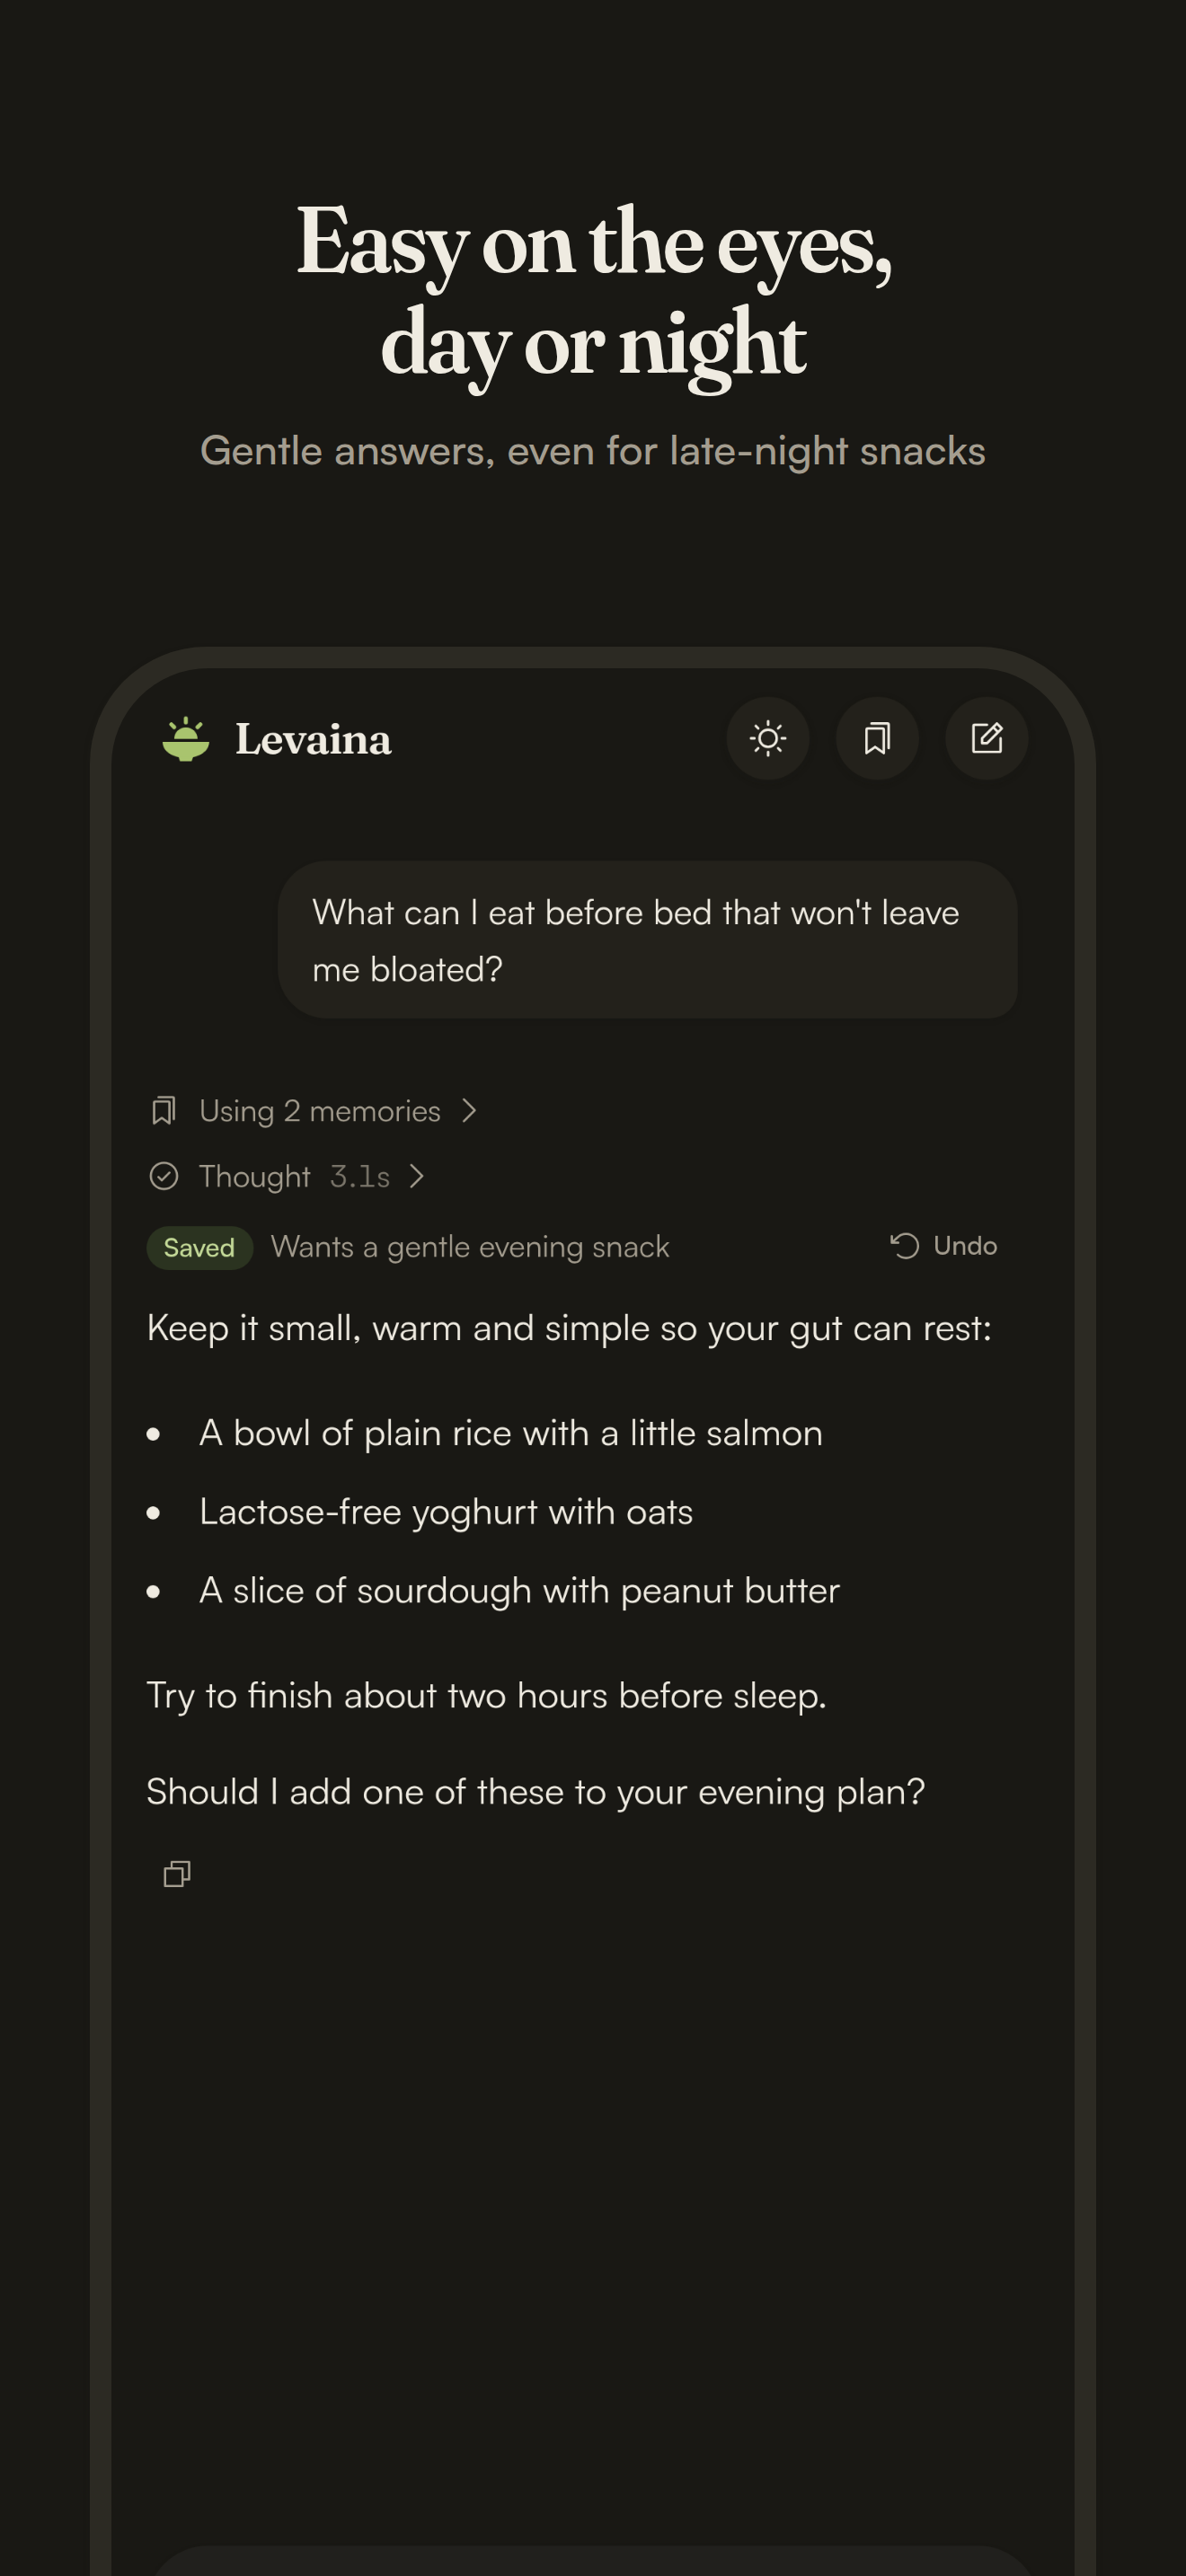 Easy on the eyes,
day or night
Gentle answers, even for late-night snacks
Levaina
What can I eat before bed that won't leave
me bloated?
Using 2 memories
Thought 3.1s
Saved Wants a gentle evening snack Undo
Keep it small, warm and simple so your gut can rest:
• A bowl of plain rice with a little salmon
• Lactose-free yoghurt with oats
• A slice of sourdough with peanut butter
Try to finish about two hours before sleep.
Should I add one of these to your evening plan?